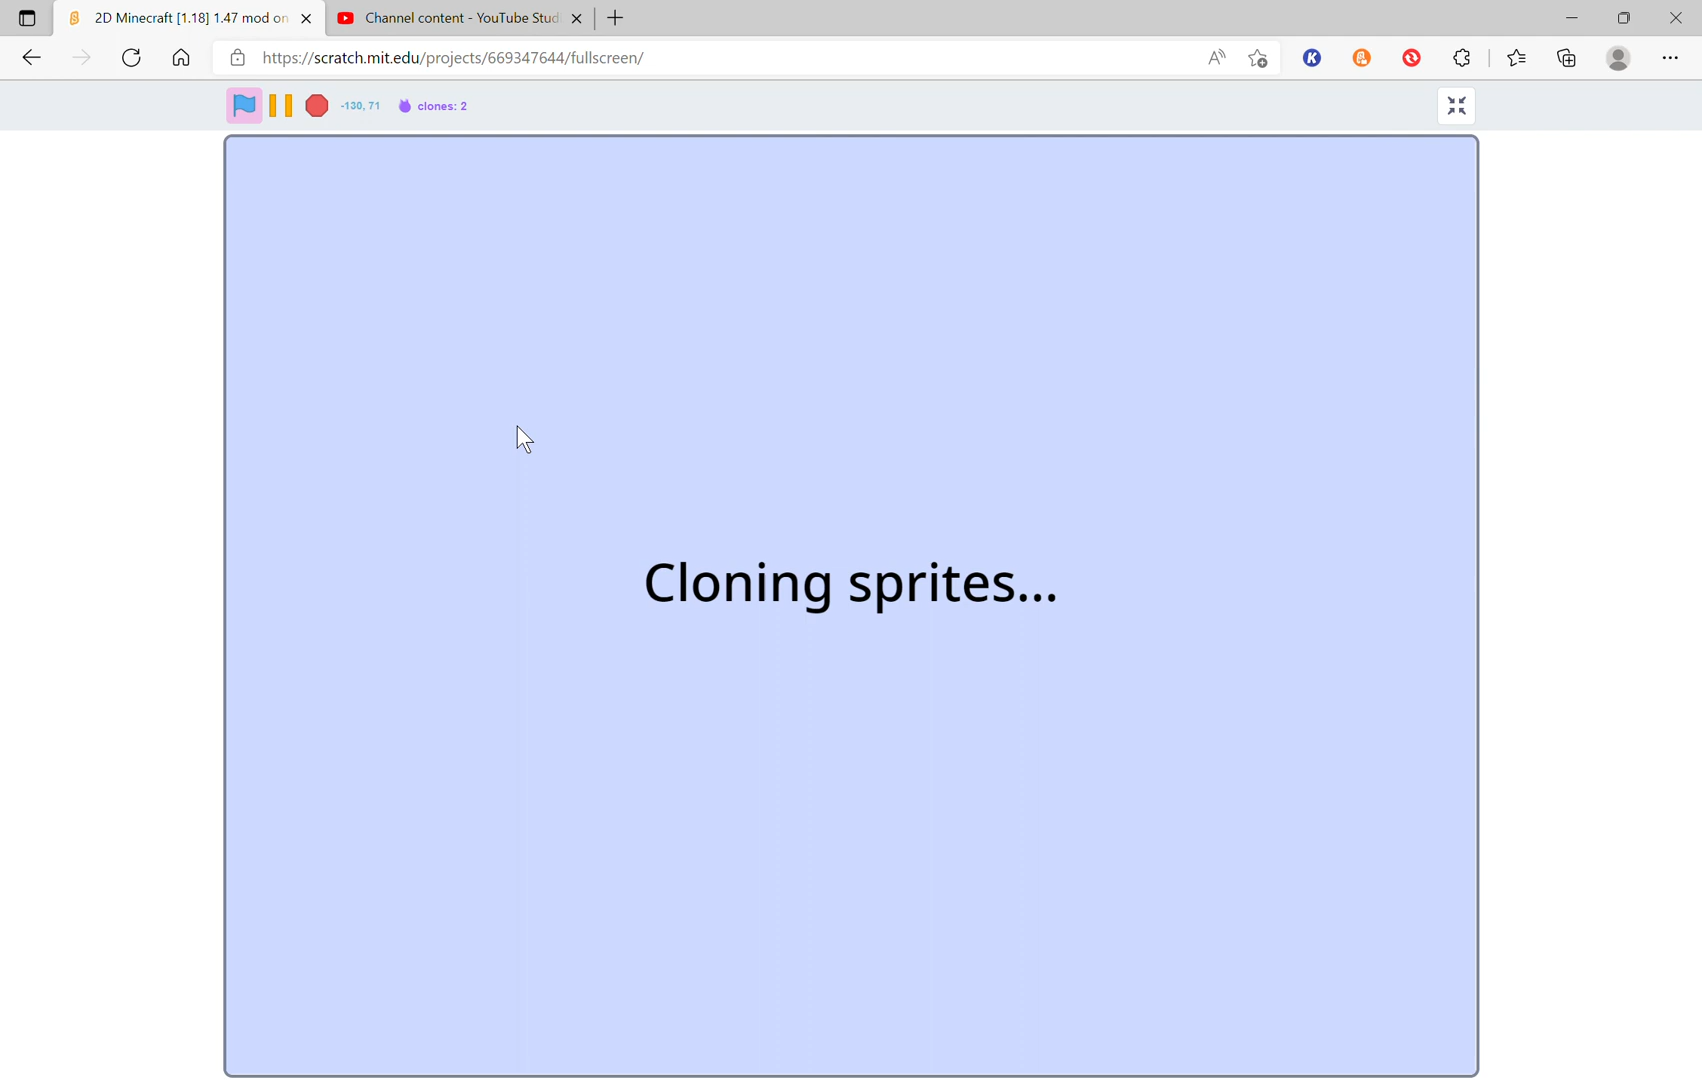 2D Minecraft [1.18] 1.47 mod on
Channel content - YouTube Studi
https://scratch.mit.edu/projects/669347644/fullscreen/
-130, 71
clones: 2
Cloning sprites...